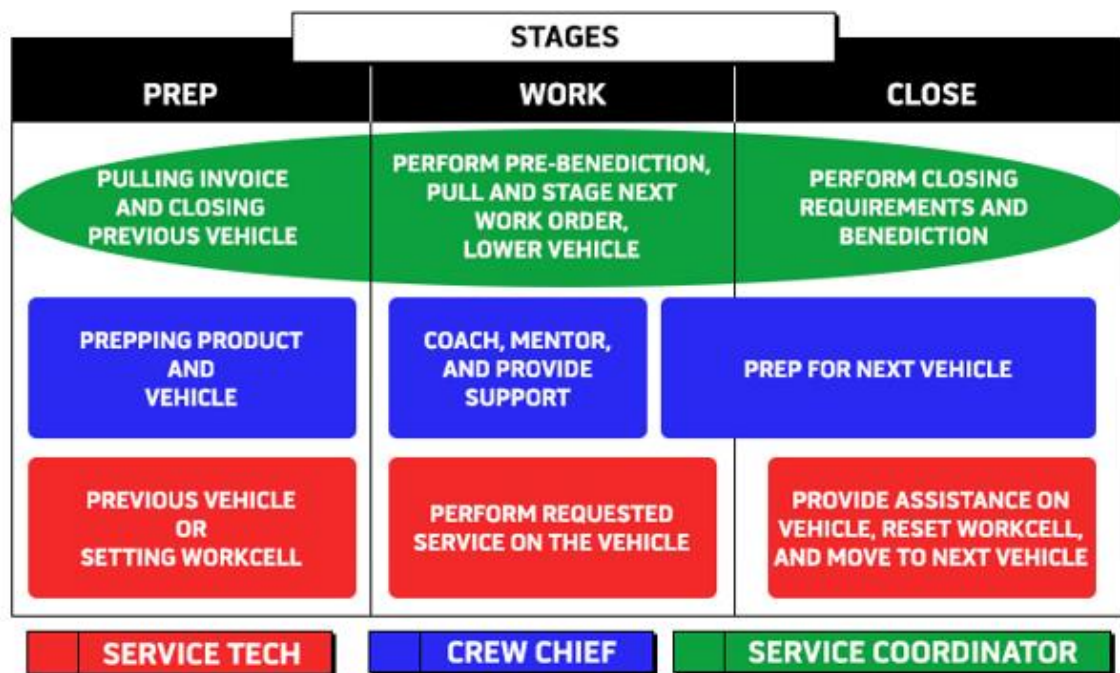 STAGES
PREP
WORK
CLOSE
PULLING INVOICE
AND CLOSING
PREVIOUS VEHICLE
PERFORM PRE-BENEDICTION,
PULL AND STAGE NEXT
WORK ORDER,
LOWER VEHICLE
PERFORM CLOSING
REQUIREMENTS AND
BENEDICTION
PREPPING PRODUCT
AND
VEHICLE
COACH, MENTOR,
AND PROVIDE
SUPPORT
PREP FOR NEXT VEHICLE
PREVIOUS VEHICLE
OR
SETTING WORKCELL
PERFORM REQUESTED
SERVICE ON THE VEHICLE
PROVIDE ASSISTANCE ON
VEHICLE, RESET WORKCELL,
AND MOVE TO NEXT VEHICLE
SERVICE TECH
CREW CHIEF
SERVICE COORDINATOR